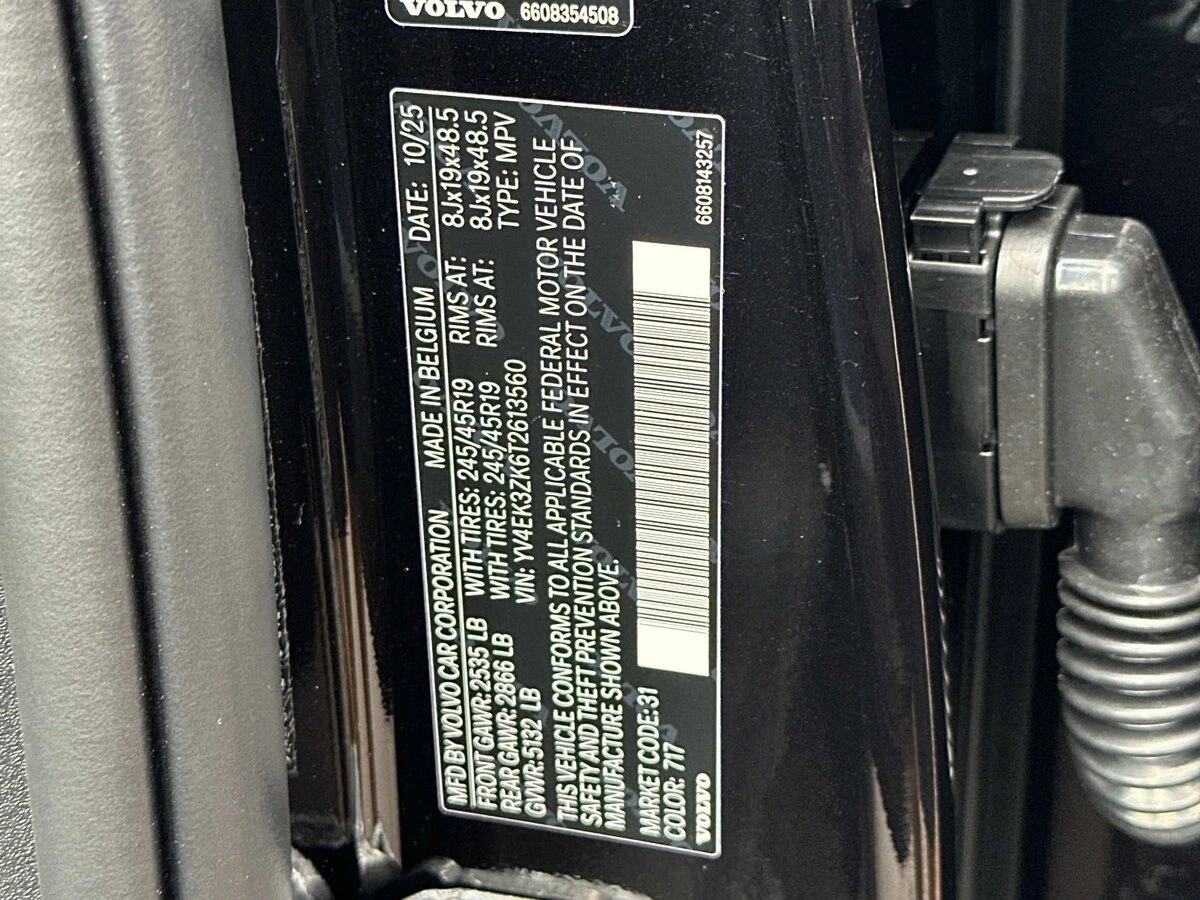 VOLVO 6608354508
MFD BY VOLVO CAR CORPORATION MADE IN BELGIUM DATE: 10/25
FRONT GAWR: 2535 LB WITH TIRES: 245/45R19 RIMS AT: 8Jx19x48.5
REAR GAWR: 2866 LB WITH TIRES: 245/45R19 RIMS AT: 8Jx19x48.5
GVWR: 5132 LB VIN: YV4EK3ZK6T2613560 TYPE: MPV
THIS VEHICLE CONFORMS TO ALL APPLICABLE FEDERAL MOTOR VEHICLE
SAFETY AND THEFT PREVENTION STANDARDS IN EFFECT ON THE DATE OF
MANUFACTURE SHOWN ABOVE.
MARKET CODE:31
COLOR: 717
VOLVO 6608143257